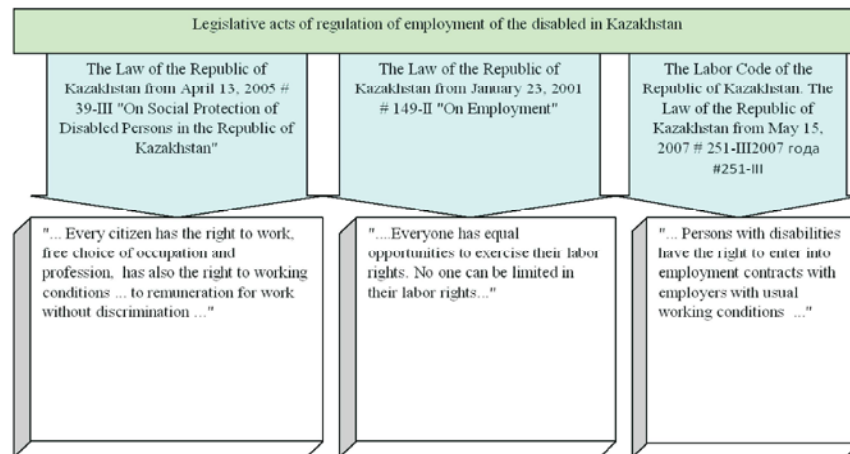 Legislative acts of regulation of employment of the disabled in Kazakhstan
The Law of the Republic of
Kazakhstan from April 13, 2005 #
39-III "On Social Protection of
Disabled Persons in the Republic of
Kazakhstan"
The Law of the Republic of
Kazakhstan from January 23, 2001
# 149-II "On Employment"
The Labor Code of the
Republic of Kazakhstan. The
Law of the Republic of
Kazakhstan from May 15,
2007 # 251-III2007 года
#251-III
"... Every citizen has the right to work,
free choice of occupation and
profession, has also the right to working
conditions ... to remuneration for work
without discrimination ..."
"....Everyone has equal
opportunities to exercise their labor
rights. No one can be limited in
their labor rights..."
"... Persons with disabilities
have the right to enter into
employment contracts with
employers with usual
working conditions ..."